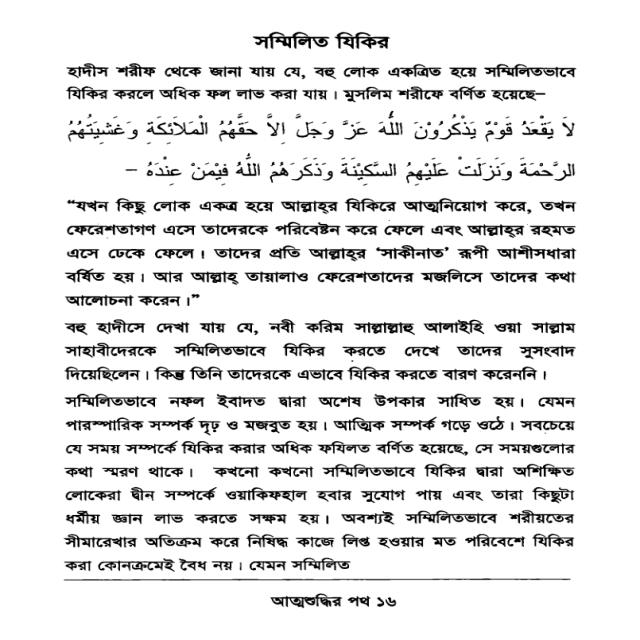 সম্মিলিত যিকির
হাদীস শরীফ থেকে জানা যায় যে, বহু লোক একত্রিত হয়ে সম্মিলিতভাবে
যিকির করলে অধিক ফল লাভ করা যায়। মুসলিম শরীফে বর্ণিত হয়েছে–
لاَ يَقْعُدُ قَوْمٌ يَذْكُرُوْنَ اللّٰهَ عَزَّ وَجَلَّ اِلاَّ حَفَّهُمُ الْمَلاَئِكَةِ وَغَشِيَتُهُمُ
الرَّحْمَةَ وَنَزَلَتْ عَلَيْهِمُ السَّكِيْنَةَ وَذَكَرَهُمُ اللّٰهُ فِيْمَنْ عِنْدَهُ –
“যখন কিছু লোক একত্র হয়ে আল্লাহ্‌র যিকিরে আত্মনিয়োগ করে, তখন
ফেরেশতাগণ এসে তাদেরকে পরিবেষ্টন করে ফেলে এবং আল্লাহ্‌র রহমত
এসে ঢেকে ফেলে। তাদের প্রতি আল্লাহ্‌র ‘সাকীনাত’ রূপী আশীসধারা
বর্ষিত হয়। আর আল্লাহ্ তায়ালাও ফেরেশতাদের মজলিসে তাদের কথা
আলোচনা করেন।”
বহু হাদীসে দেখা যায় যে, নবী করিম সাল্লাল্লাহু আলাইহি ওয়া সাল্লাম
সাহাবীদেরকে সম্মিলিতভাবে যিকির করতে দেখে তাদের সুসংবাদ
দিয়েছিলেন। কিন্তু তিনি তাদেরকে এভাবে যিকির করতে বারণ করেননি।
সম্মিলিতভাবে নফল ইবাদত দ্বারা অশেষ উপকার সাধিত হয়। যেমন
পারস্পারিক সম্পর্ক দৃঢ় ও মজবুত হয়। আত্মিক সম্পর্ক গড়ে ওঠে। সবচেয়ে
যে সময় সম্পর্কে যিকির করার অধিক ফযিলত বর্ণিত হয়েছে, সে সময়গুলোর
কথা স্মরণ থাকে। কখনো কখনো সম্মিলিতভাবে যিকির দ্বারা অশিক্ষিত
লোকেরা দ্বীন সম্পর্কে ওয়াকিফহাল হবার সুযোগ পায় এবং তারা কিছুটা
ধর্মীয় জ্ঞান লাভ করতে সক্ষম হয়। অবশ্যই সম্মিলিতভাবে শরীয়তের
সীমারেখার অতিক্রম করে নিষিদ্ধ কাজে লিপ্ত হওয়ার মত পরিবেশে যিকির
করা কোনক্রমেই বৈধ নয়। যেমন সম্মিলিত
আত্মশুদ্ধির পথ ১৬